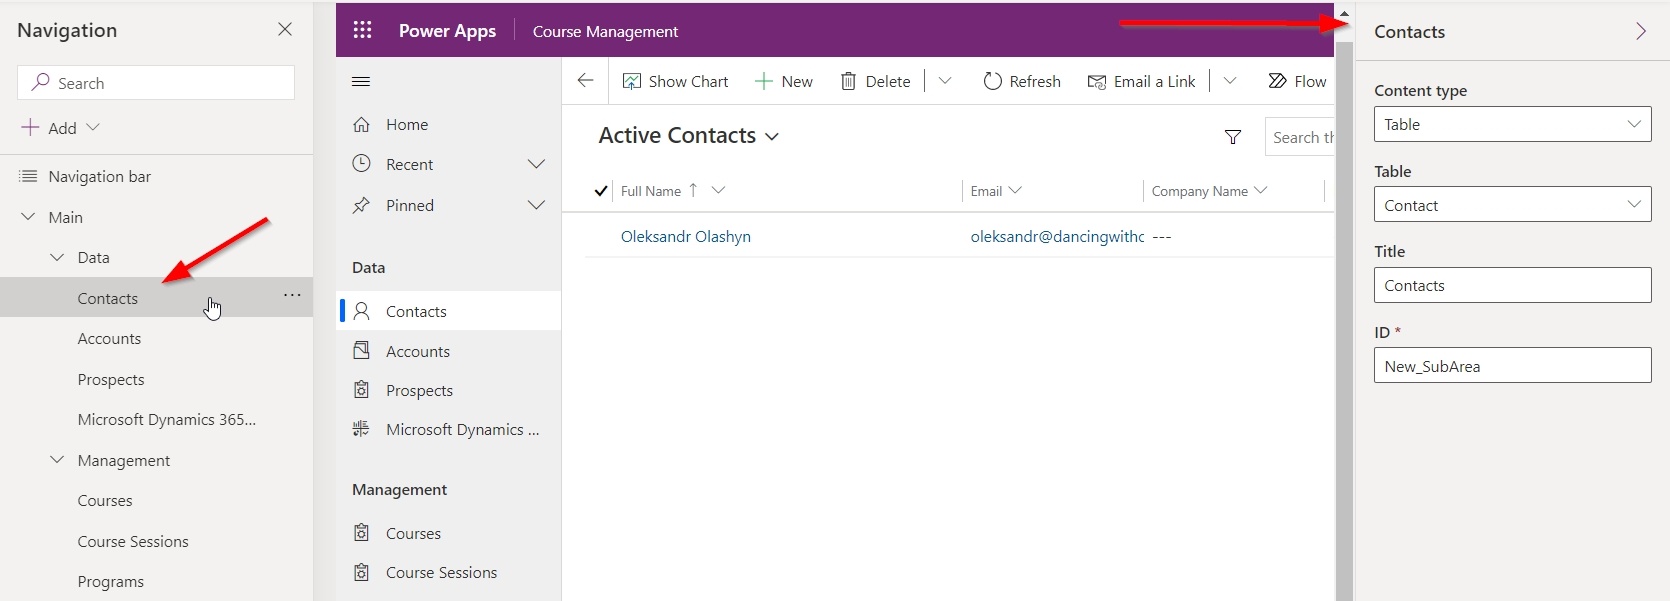 Navigation
Search
Add
Navigation bar
Main
Data
Contacts
Accounts
Prospects
Microsoft Dynamics 365...
Management
Courses
Course Sessions
Programs
Power Apps
Course Management
Home
Recent
Pinned
Data
Contacts
Accounts
Prospects
Microsoft Dynamics ...
Management
Courses
Course Sessions
Show Chart
New
Delete
Refresh
Email a Link
Flow
Active Contacts
Search th
Full Name
Email
Company Name
Oleksandr Olashyn
oleksandr@dancingwithc
---
Contacts
Content type
Table
Table
Contact
Title
Contacts
ID *
New_SubArea